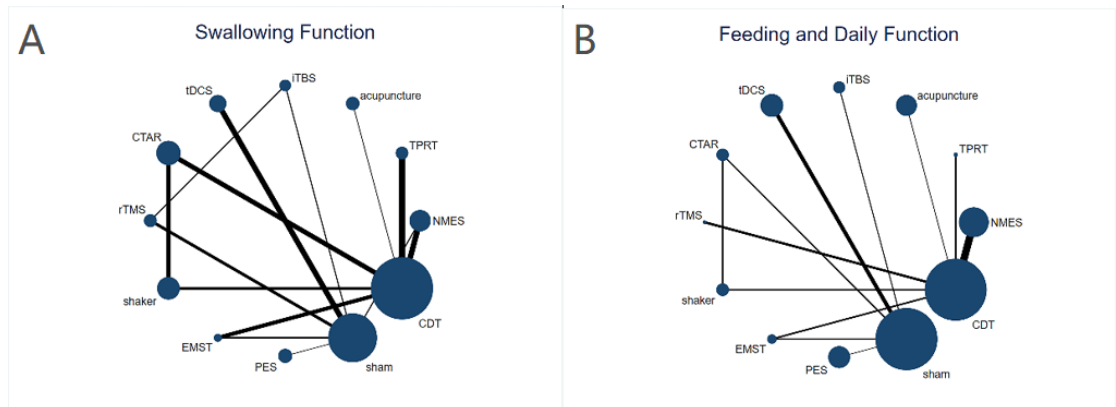 A
Swallowing Function
iTBS
tDCS
acupuncture
CTAR
TPRT
rTMS
NMES
shaker
CDT
EMST
PES
sham
B
Feeding and Daily Function
iTBS
tDCS
acupuncture
CTAR
TPRT
rTMS
NMES
shaker
CDT
EMST
PES
sham